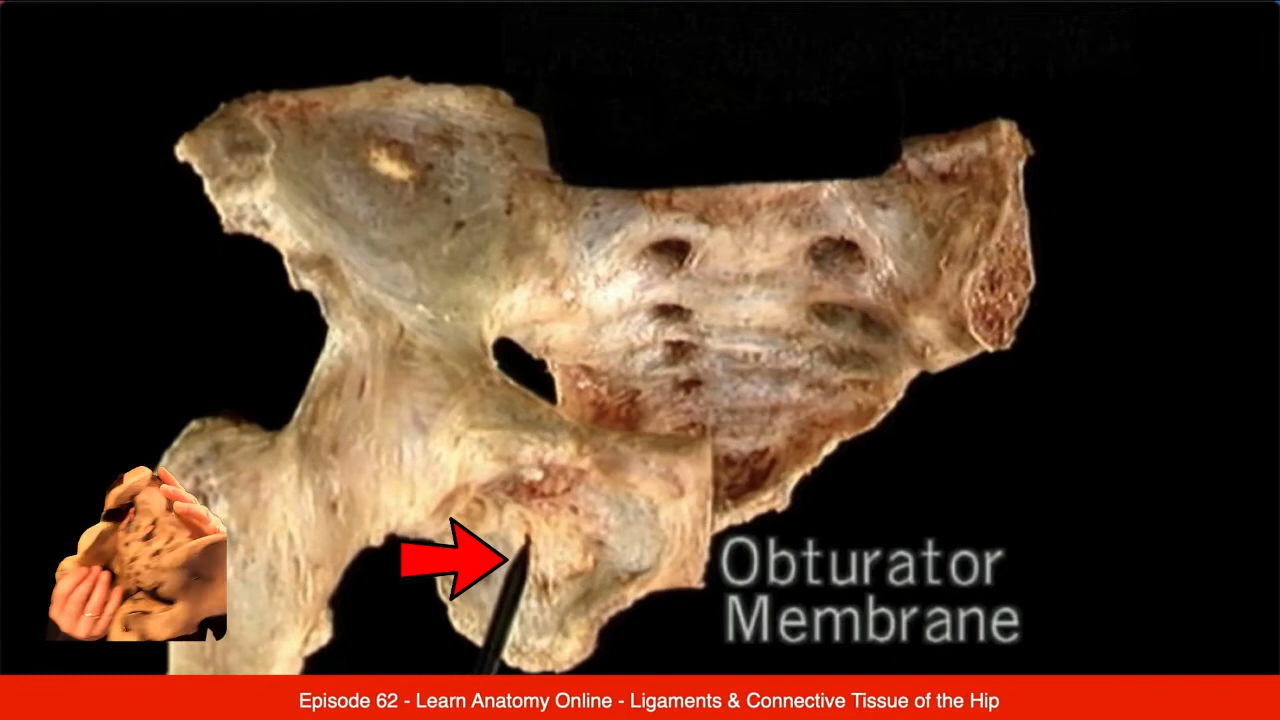 Obturator
Membrane
Episode 62 - Learn Anatomy Online - Ligaments & Connective Tissue of the Hip